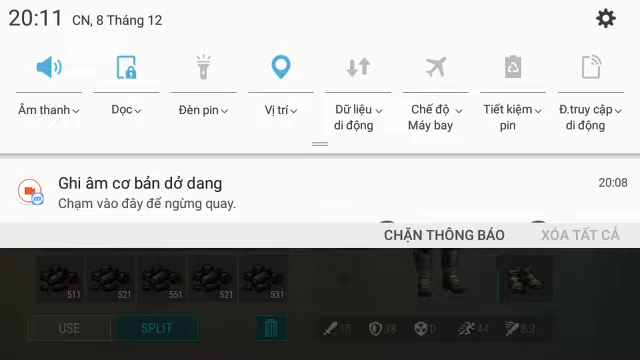 20:11 CN, 8 Tháng 12
Âm thanh
Dọc
Đèn pin
Vị trí
Dữ liệu
di động
Chế độ
Máy bay
Tiết kiệm
pin
Đ.truy cập
di động
Ghi âm cơ bản dở dang
20:08
Chạm vào đây để ngừng quay.
CHẶN THÔNG BÁO
XÓA TẤT CẢ
511 521 551 521 531
USE
SPLIT
15 38 0 44 8,3